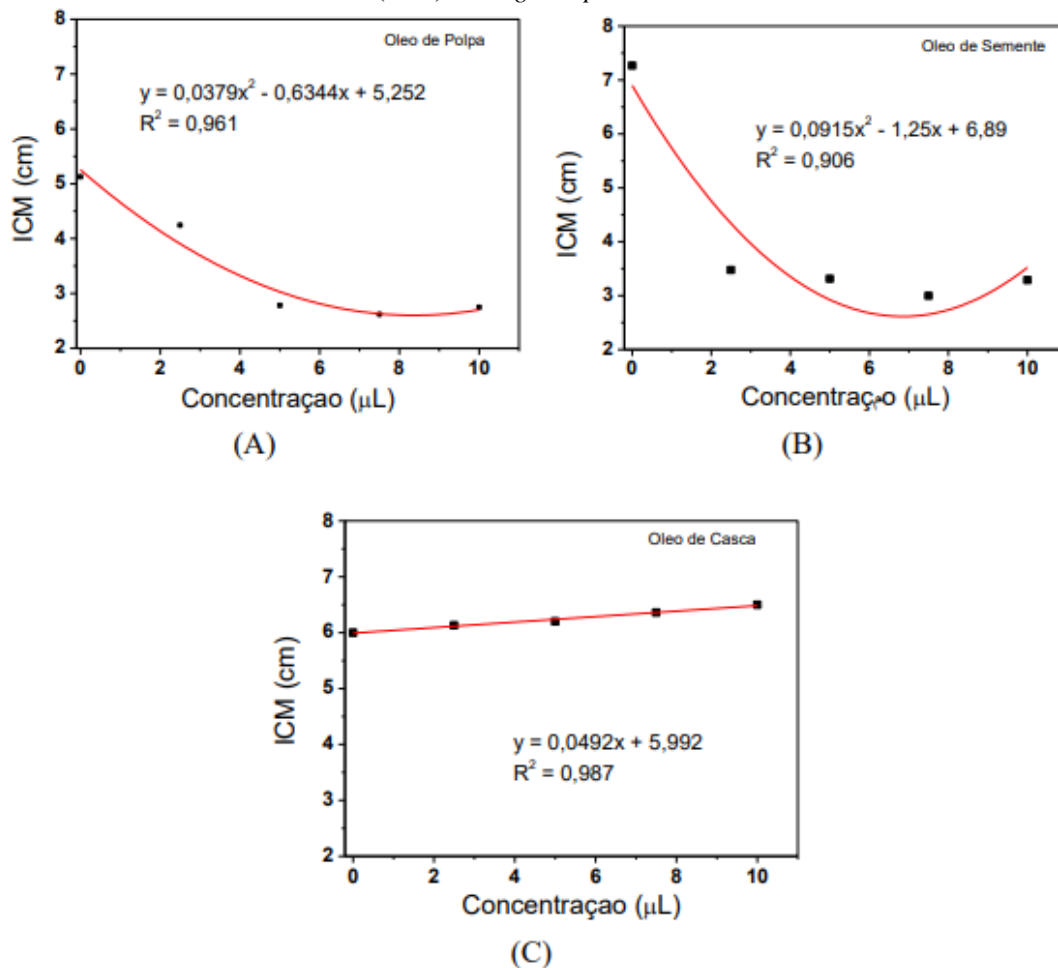 Oleo de Polpa
y = 0,0379x² - 0,6344x + 5,252
R² = 0,961
8
7
6
5
4
3
2
ICM (cm)
0 2 4 6 8 10
Concentraçao (μL)
(A)
Oleo de Semente
y = 0,0915x² - 1,25x + 6,89
R² = 0,906
8
7
6
5
4
3
2
ICM (cm)
0 2 4 6 8 10
(μL)
(B)
Oleo de Casca
8
7
6
5
4
3
2
ICM (cm)
y = 0,0492x + 5,992
R² = 0,987
0 2 4 6 8 10
Concentraçao (μL)
(C)